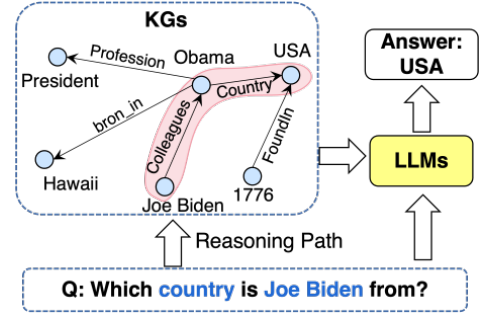 KGs
Profession
Obama
USA
President
Country
bron_in
Colleagues
FoundIn
Hawaii
Joe Biden
1776
Answer:
USA
LLMs
Reasoning Path
Q: Which country is Joe Biden from?